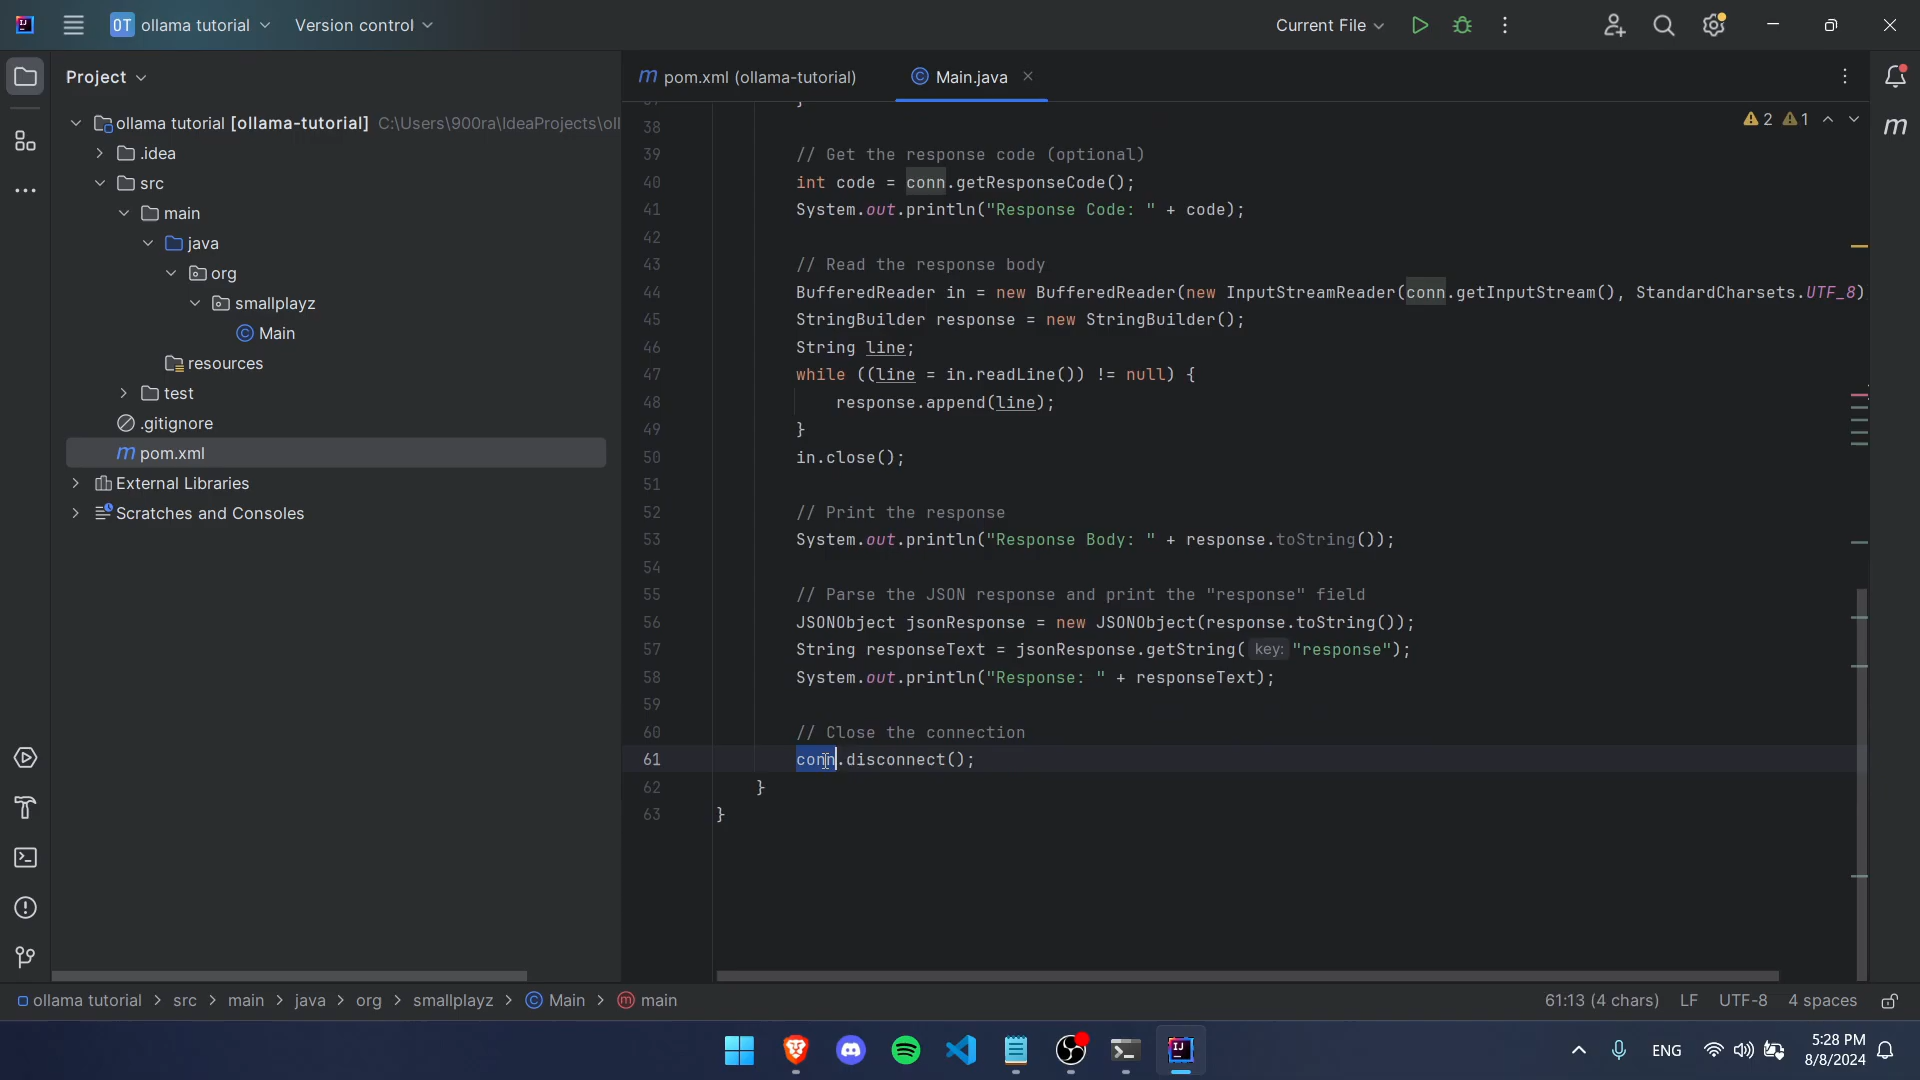 OT ollama tutorial Version control Current File
Project
pom.xml (ollama-tutorial) Main.java
ollama tutorial [ollama-tutorial] C:\Users\900ra\IdeaProjects\oll
.idea
src
main
java
org
smallplayz
Main
resources
test
.gitignore
pom.xml
External Libraries
Scratches and Consoles
2 1
38
39 // Get the response code (optional)
40 int code = conn.getResponseCode();
41 System.out.println("Response Code: " + code);
42
43 // Read the response body
44 BufferedReader in = new BufferedReader(new InputStreamReader(conn.getInputStream(), StandardCharsets.UTF_8)
45 StringBuilder response = new StringBuilder();
46 String line;
47 while ((line = in.readLine()) != null) {
48 response.append(line);
49 }
50 in.close();
51
52 // Print the response
53 System.out.println("Response Body: " + response.toString());
54
55 // Parse the JSON response and print the "response" field
56 JSONObject jsonResponse = new JSONObject(response.toString());
57 String responseText = jsonResponse.getString( key: "response");
58 System.out.println("Response: " + responseText);
59
60 // Close the connection
61 conn.disconnect();
62 }
63 }
ollama tutorial > src > main > java > org > smallplayz > Main > main 61:13 (4 chars) LF UTF-8 4 spaces
ENG 5:28 PM
8/8/2024